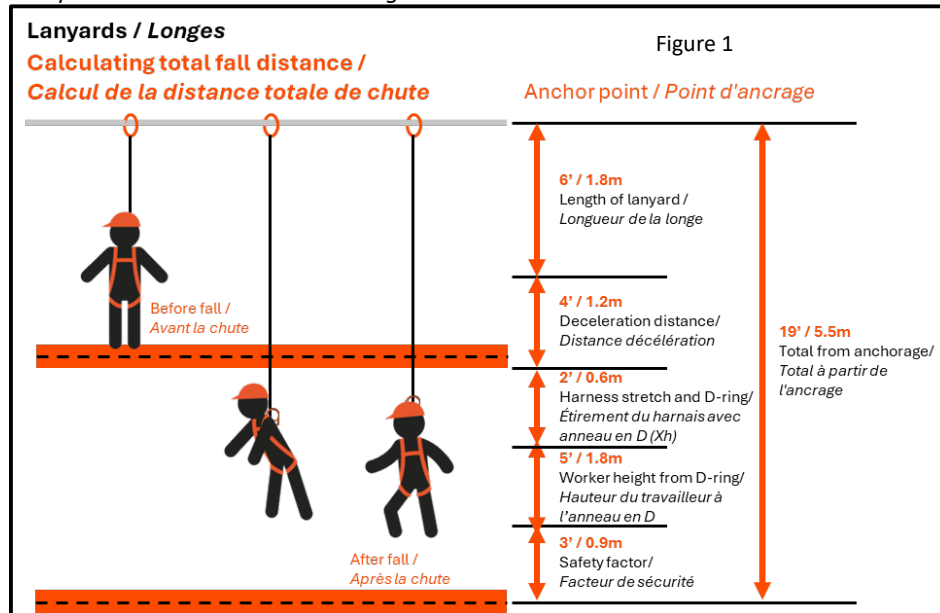 Lanyards / Longes
Figure 1
Calculating total fall distance /
Calcul de la distance totale de chute
Anchor point / Point d'ancrage
6' / 1.8m
Length of lanyard /
Longueur de la longe
Before fall /
Avant la chute
4' / 1.2m
Deceleration distance/
Distance décélération
19' / 5.5m
Total from anchorage/
Total à partir de
l'ancrage
2' / 0.6m
Harness stretch and D-ring/
Étirement du harnais avec
anneau en D (Xh)
5' / 1.8m
Worker height from D-ring/
Hauteur du travailleur à
l'anneau en D
After fall /
Après la chute
3' / 0.9m
Safety factor/
Facteur de sécurité